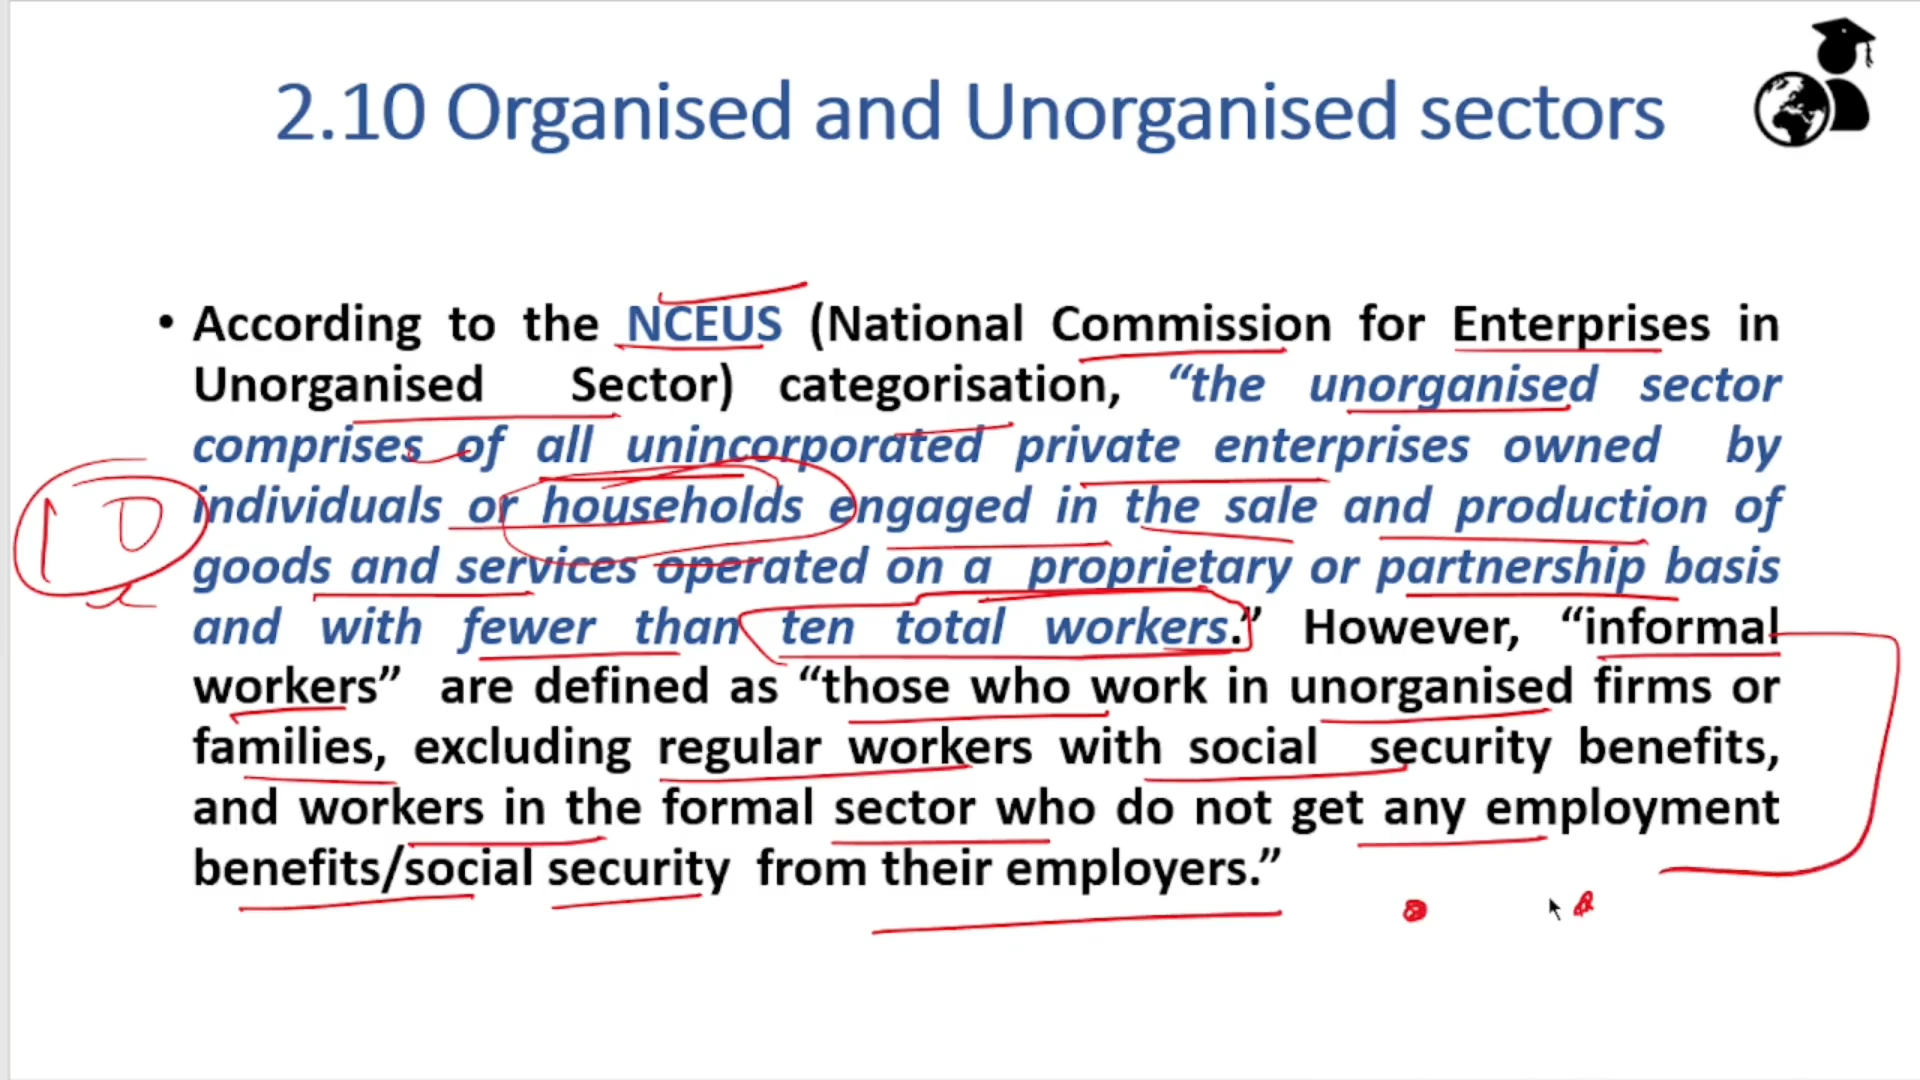 2.10 Organised and Unorganised sectors
• According to the NCEUS (National Commission for Enterprises in
Unorganised Sector) categorisation, “the unorganised sector
comprises of all unincorporated private enterprises owned by
individuals or households engaged in the sale and production of
10
goods and services operated on a proprietary or partnership basis
and with fewer than ten total workers.” However, “informal
workers” are defined as “those who work in unorganised firms or
families, excluding regular workers with social security benefits,
and workers in the formal sector who do not get any employment
benefits/social security from their employers.”